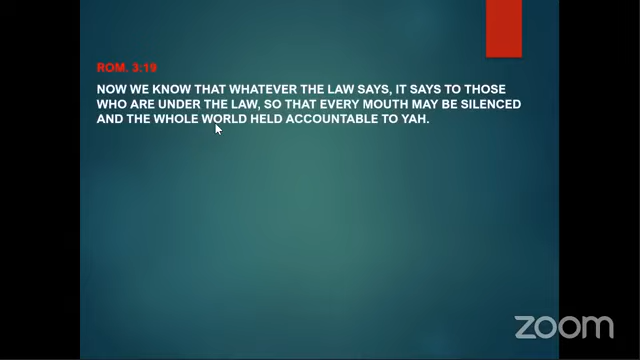 ROM. 3:19
NOW WE KNOW THAT WHATEVER THE LAW SAYS, IT SAYS TO THOSE
WHO ARE UNDER THE LAW, SO THAT EVERY MOUTH MAY BE SILENCED
AND THE WHOLE WORLD HELD ACCOUNTABLE TO YAH.
zoom